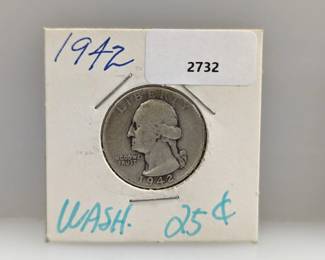 1942
2732
LIBERTY
IN GOD WE
TRUST
1942
WASH. 25¢